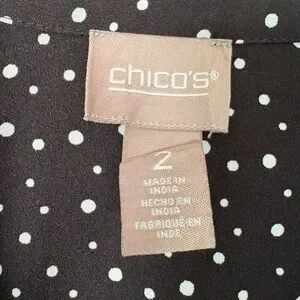 chico's®
2
MADE IN
INDIA
HECHO EN
INDIA
FABRIQUÉ EN
INDE